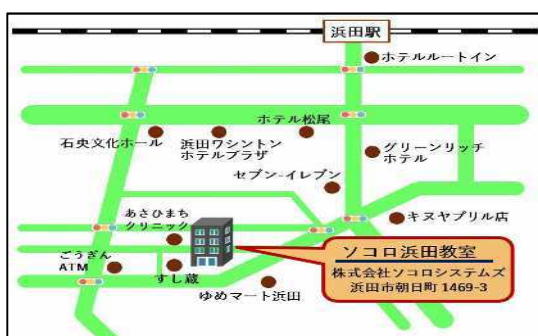 浜田駅
ホテルルートイン
ホテル松尾
石央文化ホール
浜田ワシントン
ホテルプラザ
グリーンリッチ
ホテル
セブン-イレブン
あさひまち
クリニック
キヌヤプリル店
ソコロ浜田教室
株式会社ソコロシステムズ
浜田市朝日町 1469-3
ごうぎん
ATM
すし蔵
ゆめマート浜田